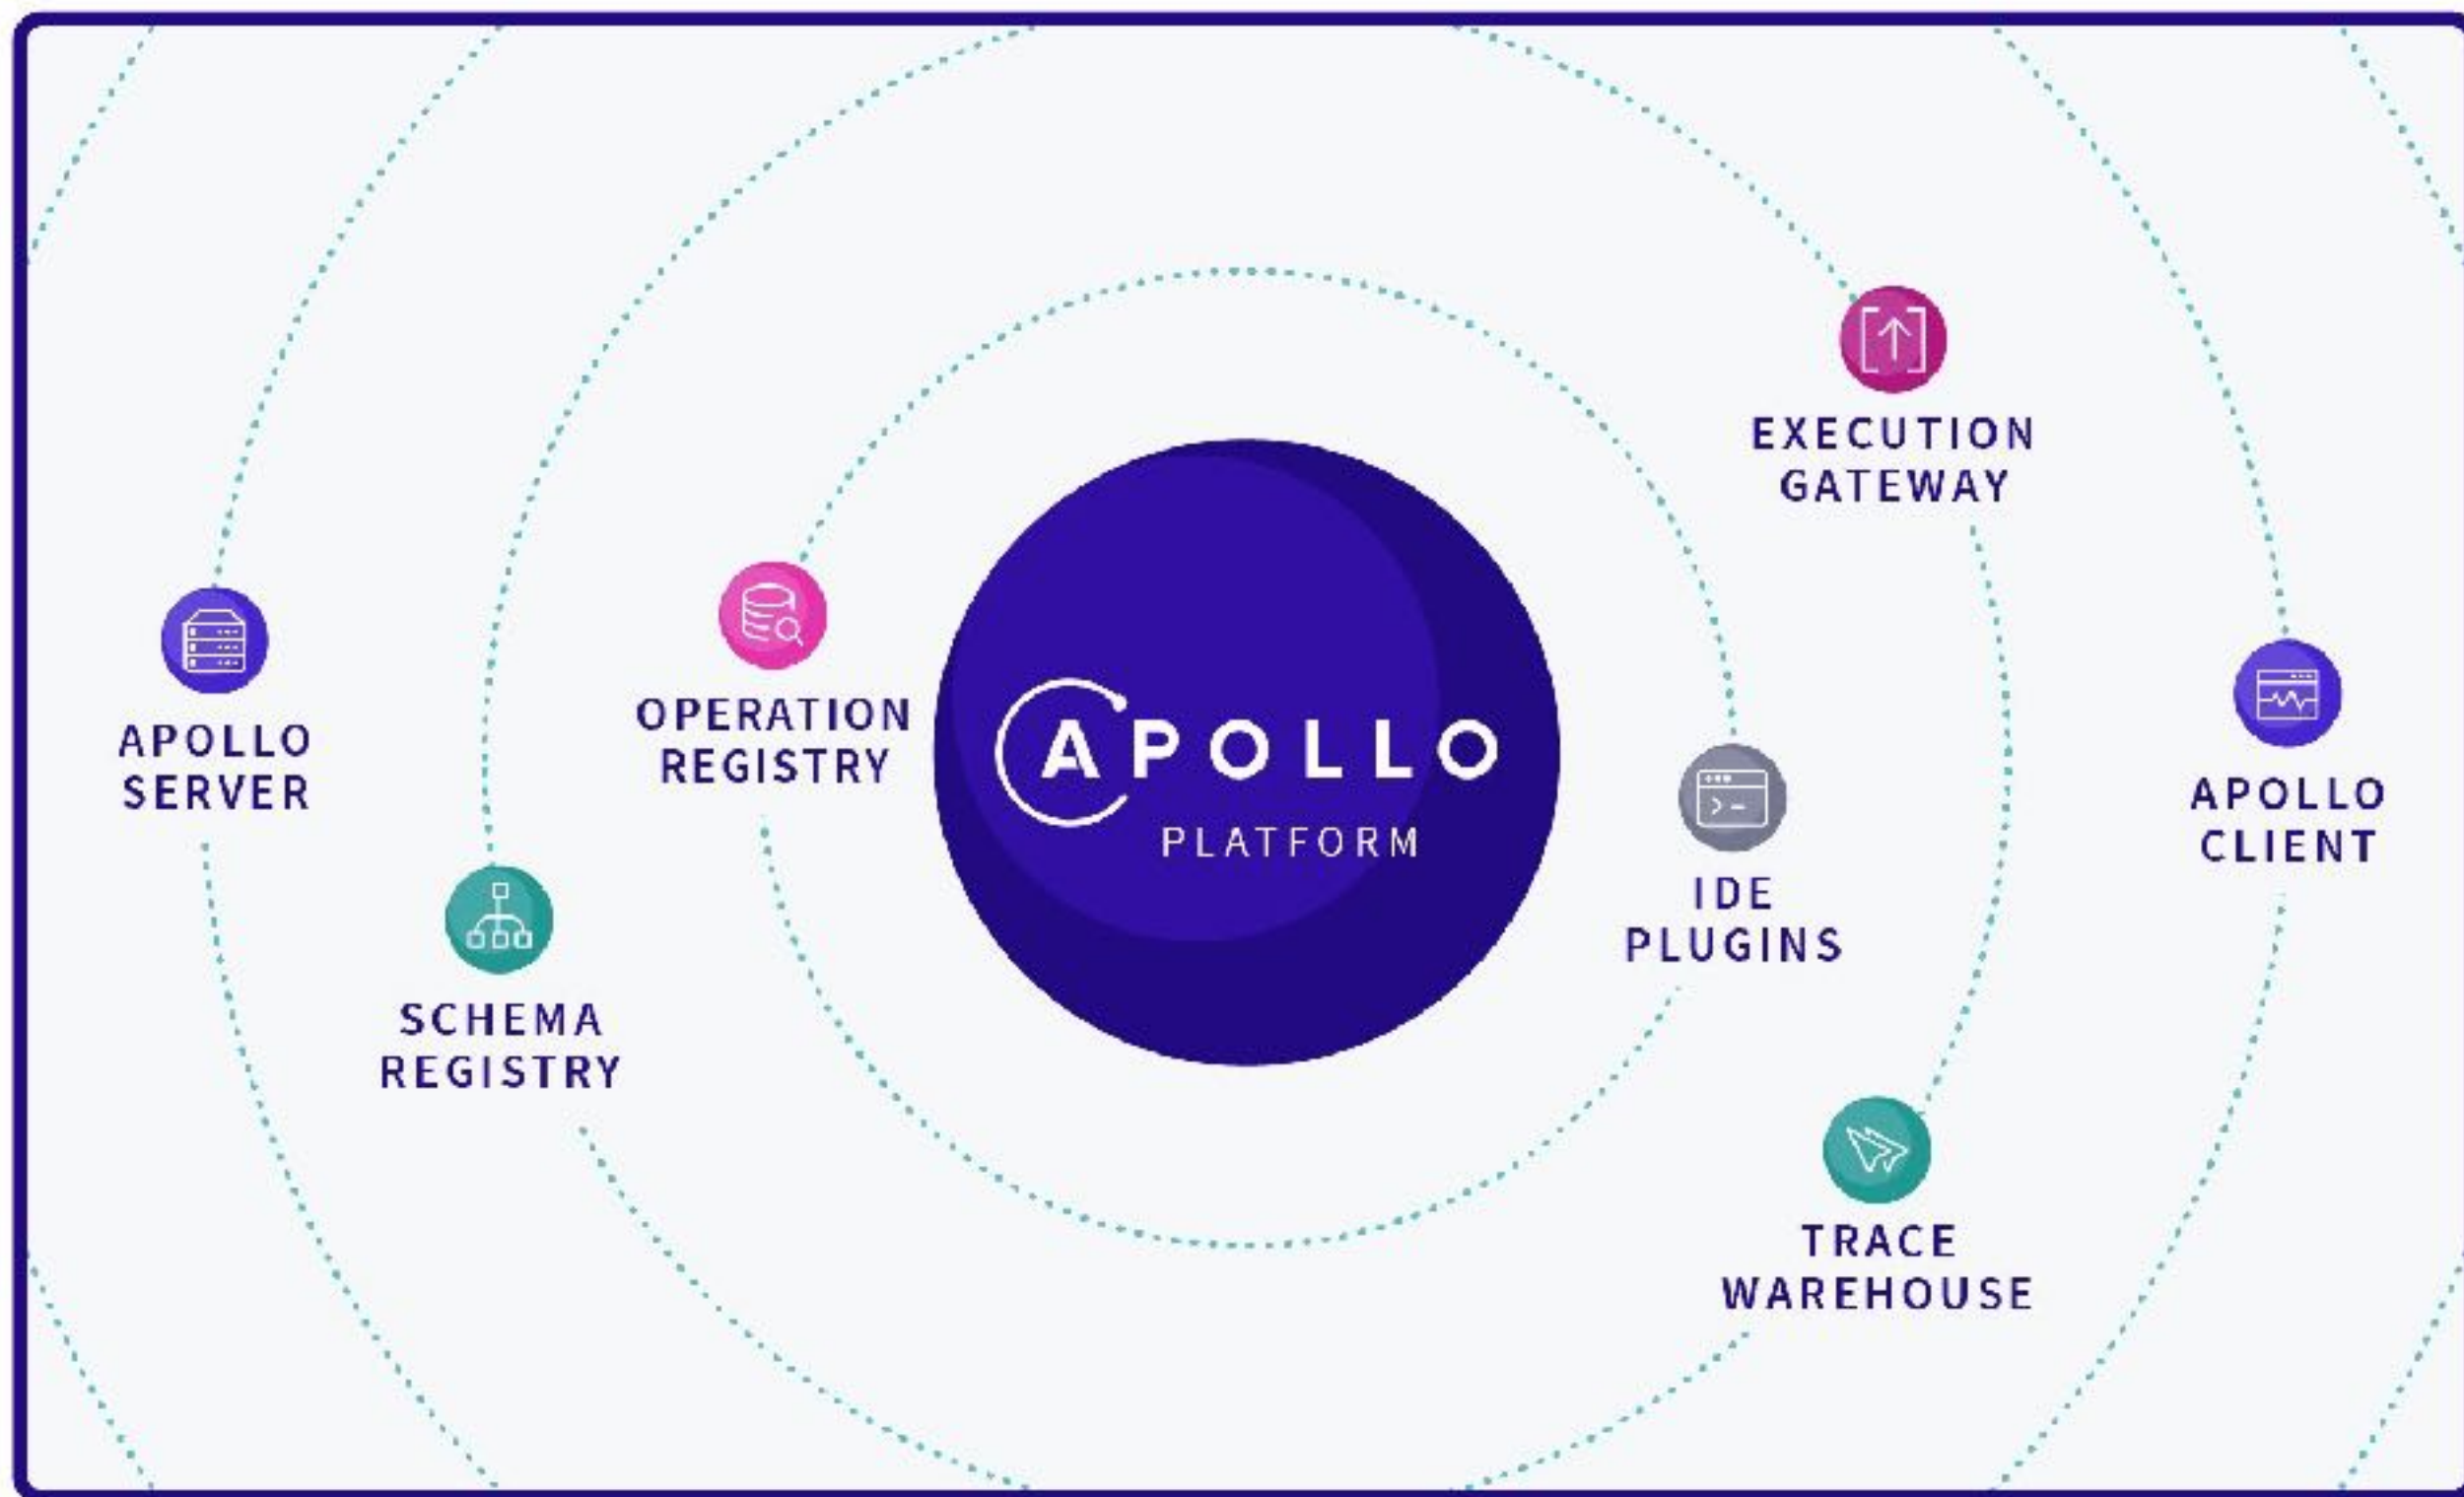 EXECUTION
GATEWAY
APOLLO
SERVER
OPERATION
REGISTRY
APOLLO
PLATFORM
IDE
PLUGINS
APOLLO
CLIENT
SCHEMA
REGISTRY
TRACE
WAREHOUSE